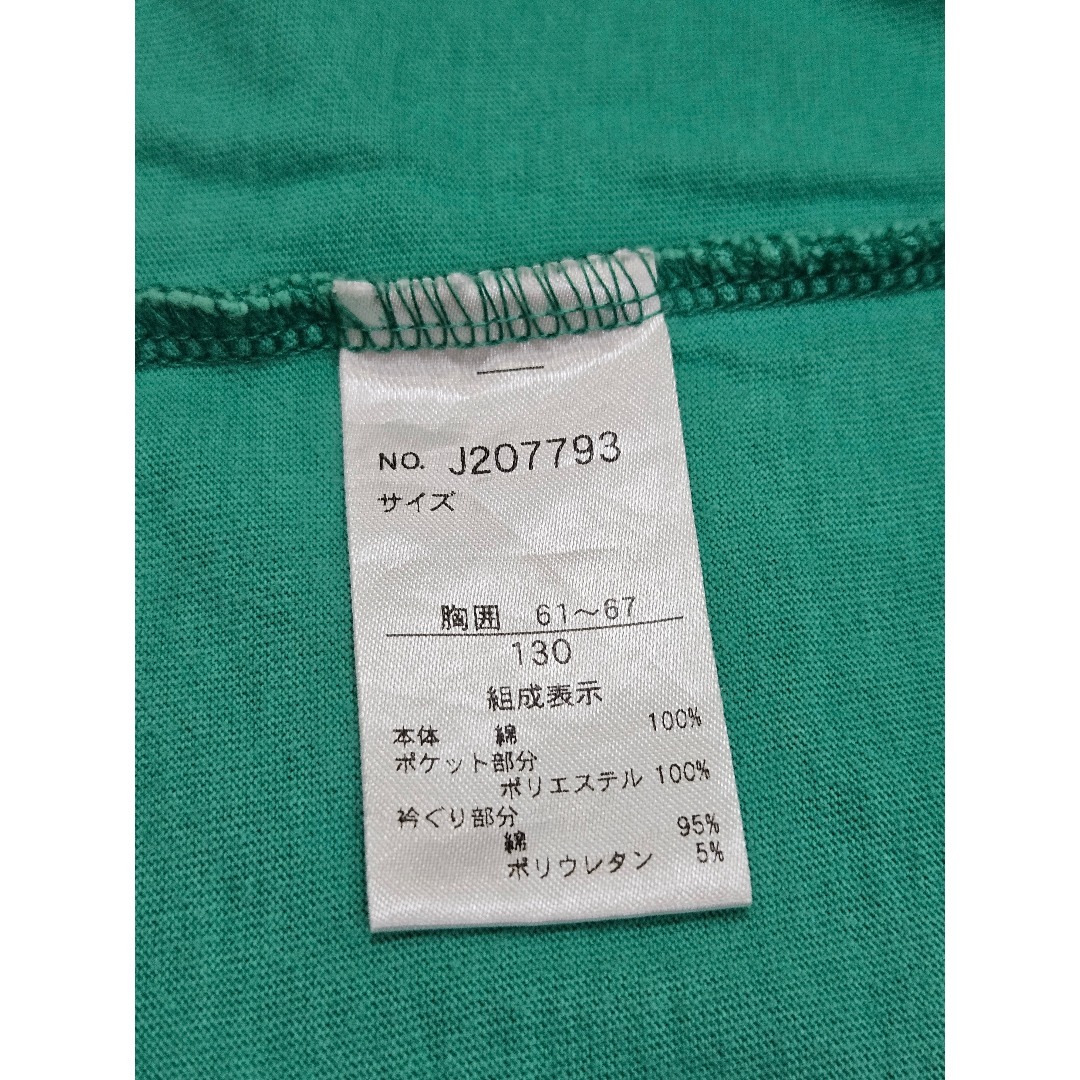 NO. J207793
サイズ
胸囲 61～67
130
組成表示
本体 綿 100%
ポケット部分
ポリエステル 100%
衿ぐり部分
綿 95%
ポリウレタン 5%